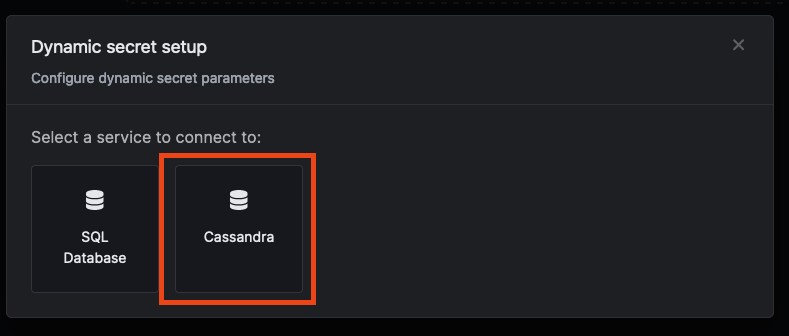 Dynamic secret setup
Configure dynamic secret parameters
Select a service to connect to:
SQL
Database
Cassandra